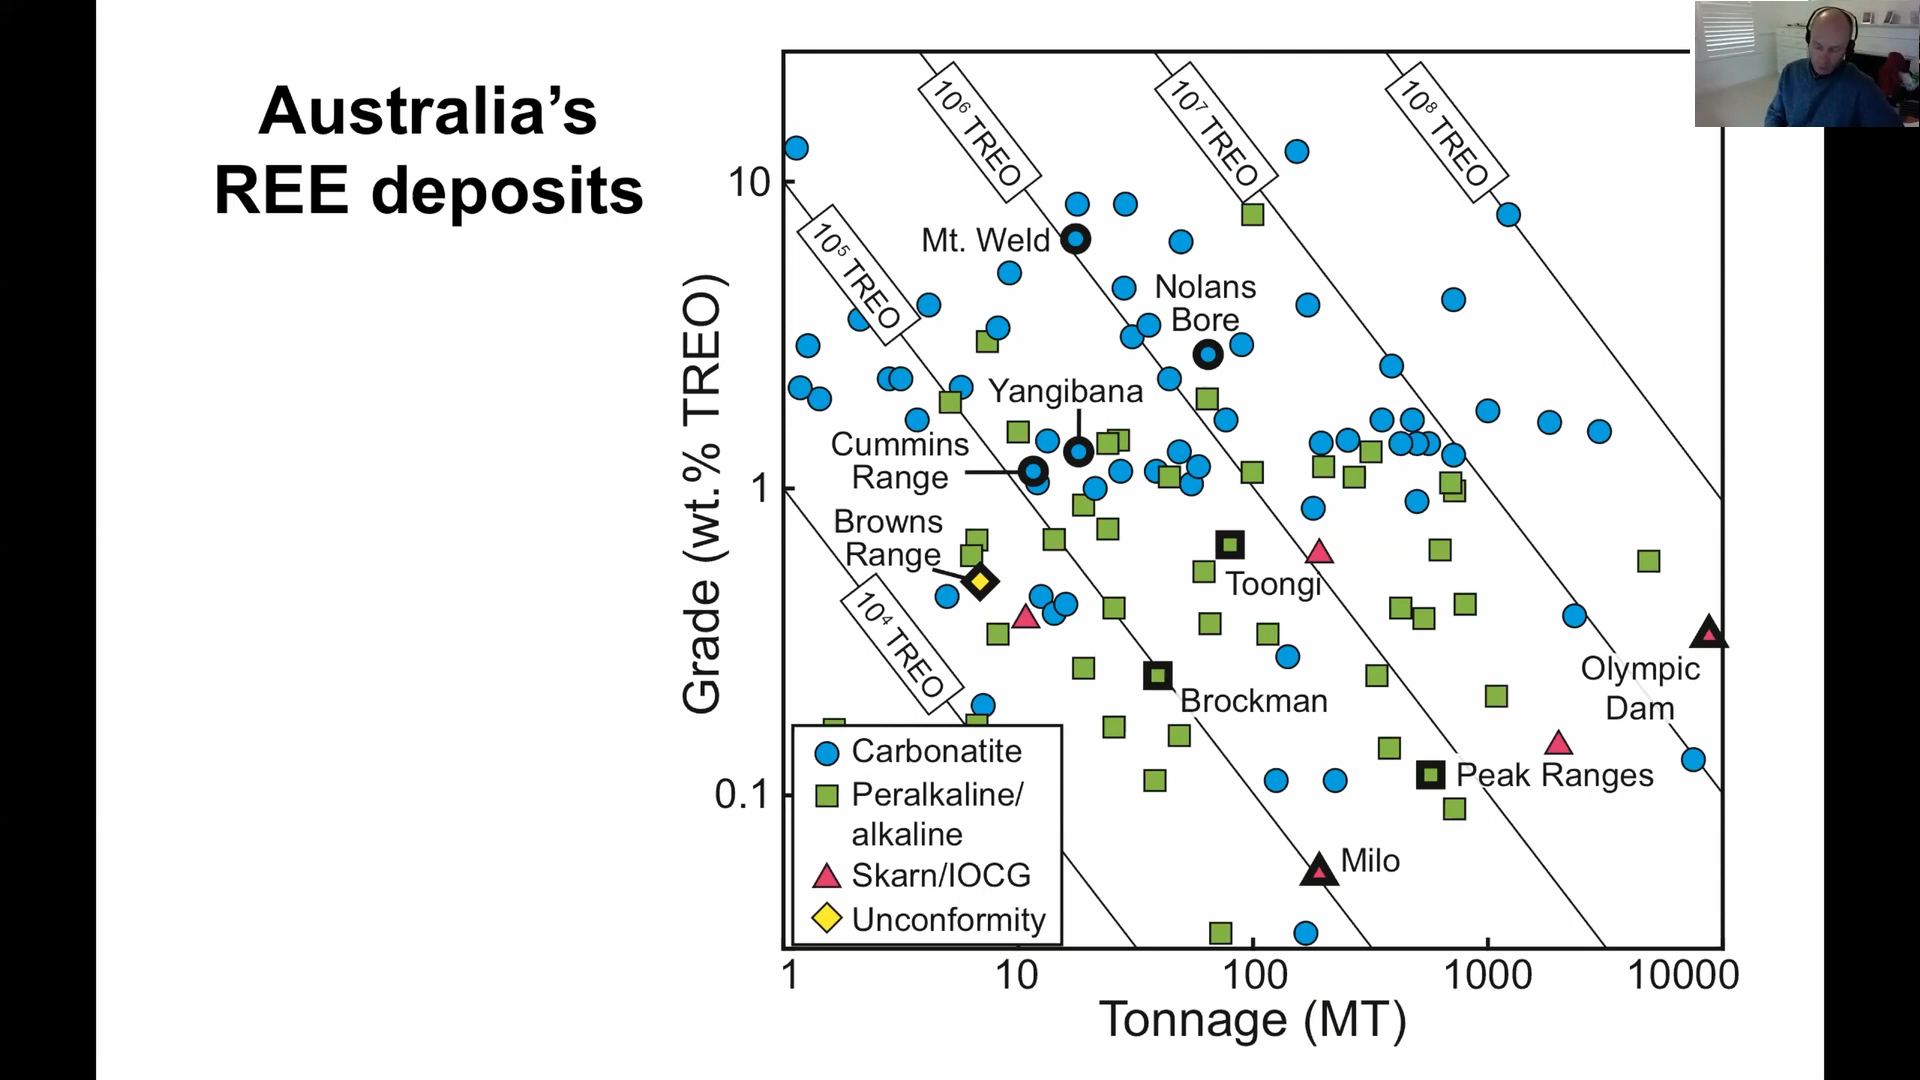 Australia’s
REE deposits
10⁶ TREO
10⁷ TREO
10⁸ TREO
10⁵ TREO
10⁴ TREO
10
1
0.1
Grade (wt.% TREO)
Mt. Weld
Nolans
Bore
Yangibana
Cummins
Range
Browns
Range
Toongi
Brockman
Olympic
Dam
Peak Ranges
Milo
Carbonatite
Peralkaline/
alkaline
Skarn/IOCG
Unconformity
1
10
100
1000
10000
Tonnage (MT)